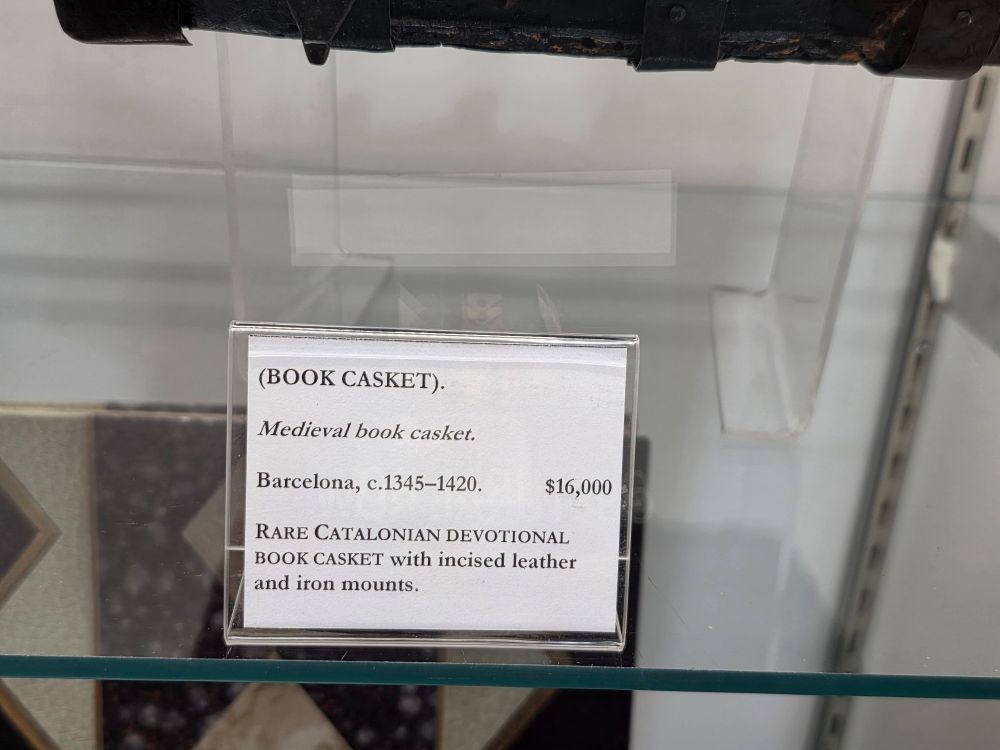 (BOOK CASKET).
Medieval book casket.
Barcelona, c.1345–1420. $16,000
RARE CATALONIAN DEVOTIONAL
BOOK CASKET with incised leather
and iron mounts.